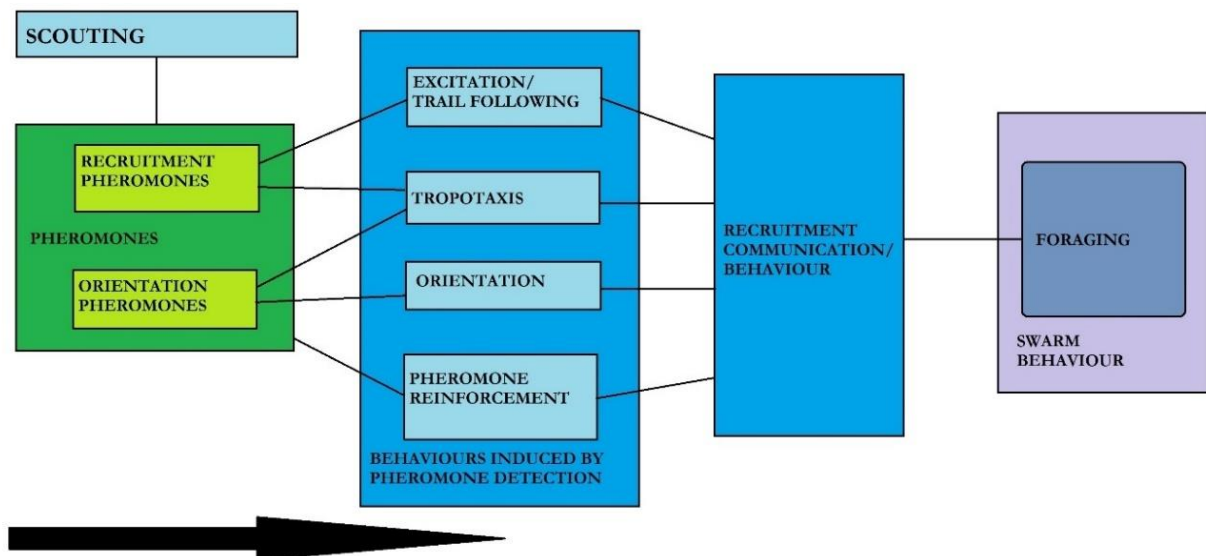 SCOUTING
RECRUITMENT
PHEROMONES
PHEROMONES
ORIENTATION
PHEROMONES
EXCITATION/
TRAIL FOLLOWING
TROPOTAXIS
ORIENTATION
PHEROMONE
REINFORCEMENT
BEHAVIOURS INDUCED BY
PHEROMONE DETECTION
RECRUITMENT
COMMUNICATION/
BEHAVIOUR
FORAGING
SWARM
BEHAVIOUR